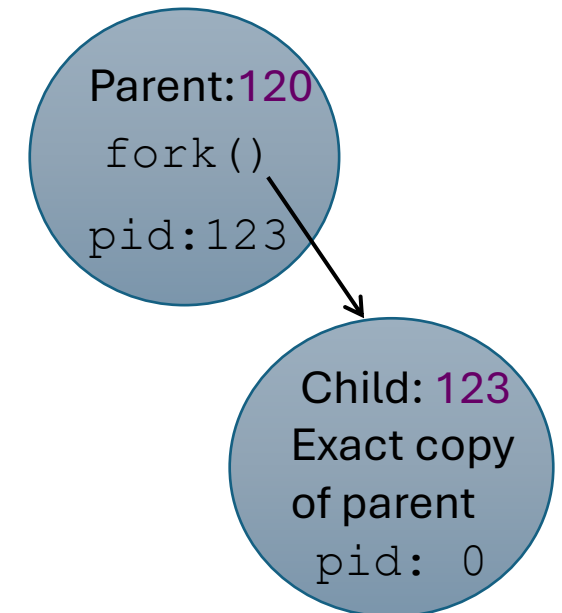 Parent:120
fork()
pid:123
Child: 123
Exact copy
of parent
pid: 0